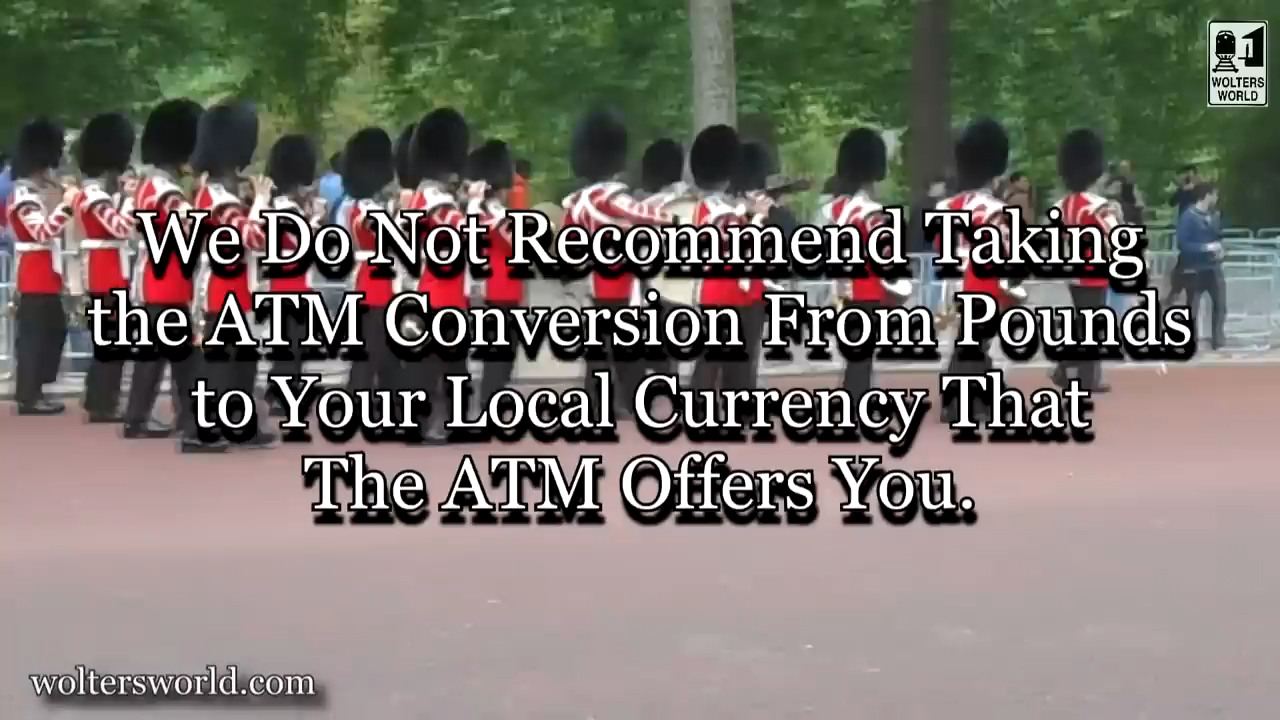 1
WOLTERS
WORLD
We Do Not Recommend Taking
the ATM Conversion From Pounds
to Your Local Currency That
The ATM Offers You.
woltersworld.com